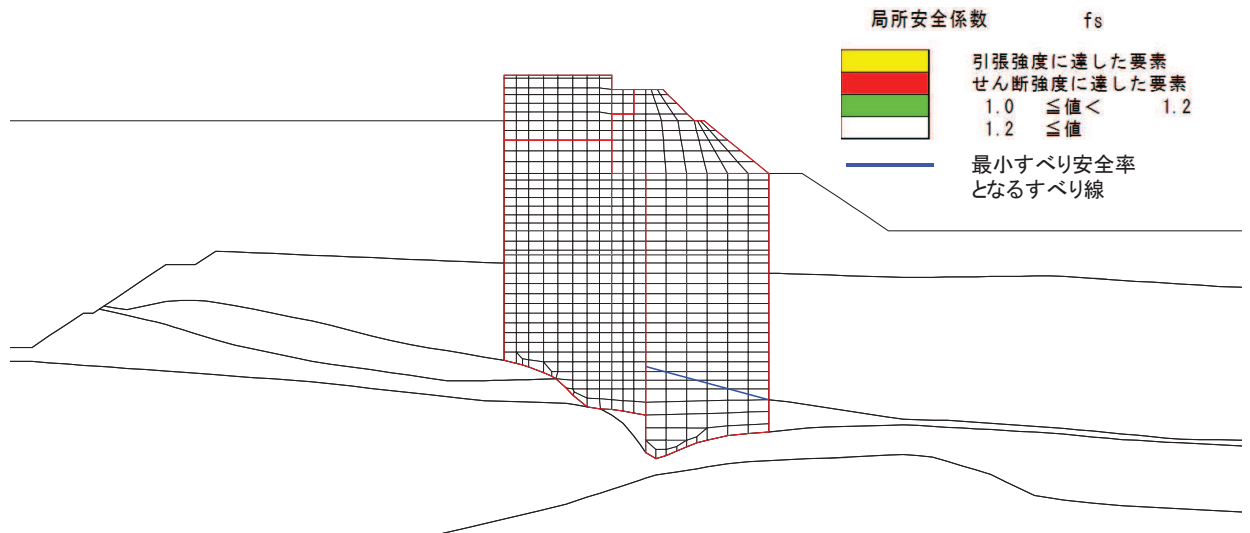 局所安全係数 fs
引張強度に達した要素
せん断強度に達した要素
1.0 ≦値< 1.2
1.2 ≦値
最小すべり安全率
となるすべり線